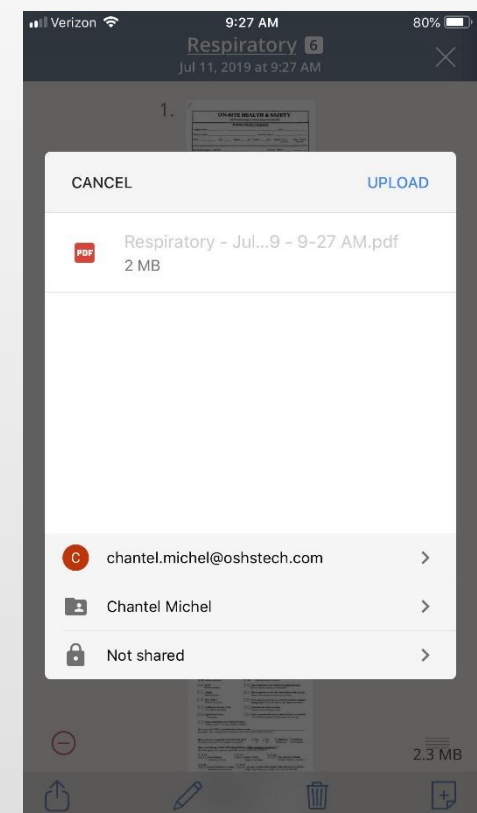 Verizon 9:27 AM 80%
Respiratory 6
Jul 11, 2019 at 9:27 AM
1.
ON-SITE HEALTH & SAFETY
CANCEL UPLOAD
PDF Respiratory - Jul...9 - 9-27 AM.pdf
2 MB
C chantel.michel@oshstech.com
Chantel Michel
Not shared
2.3 MB